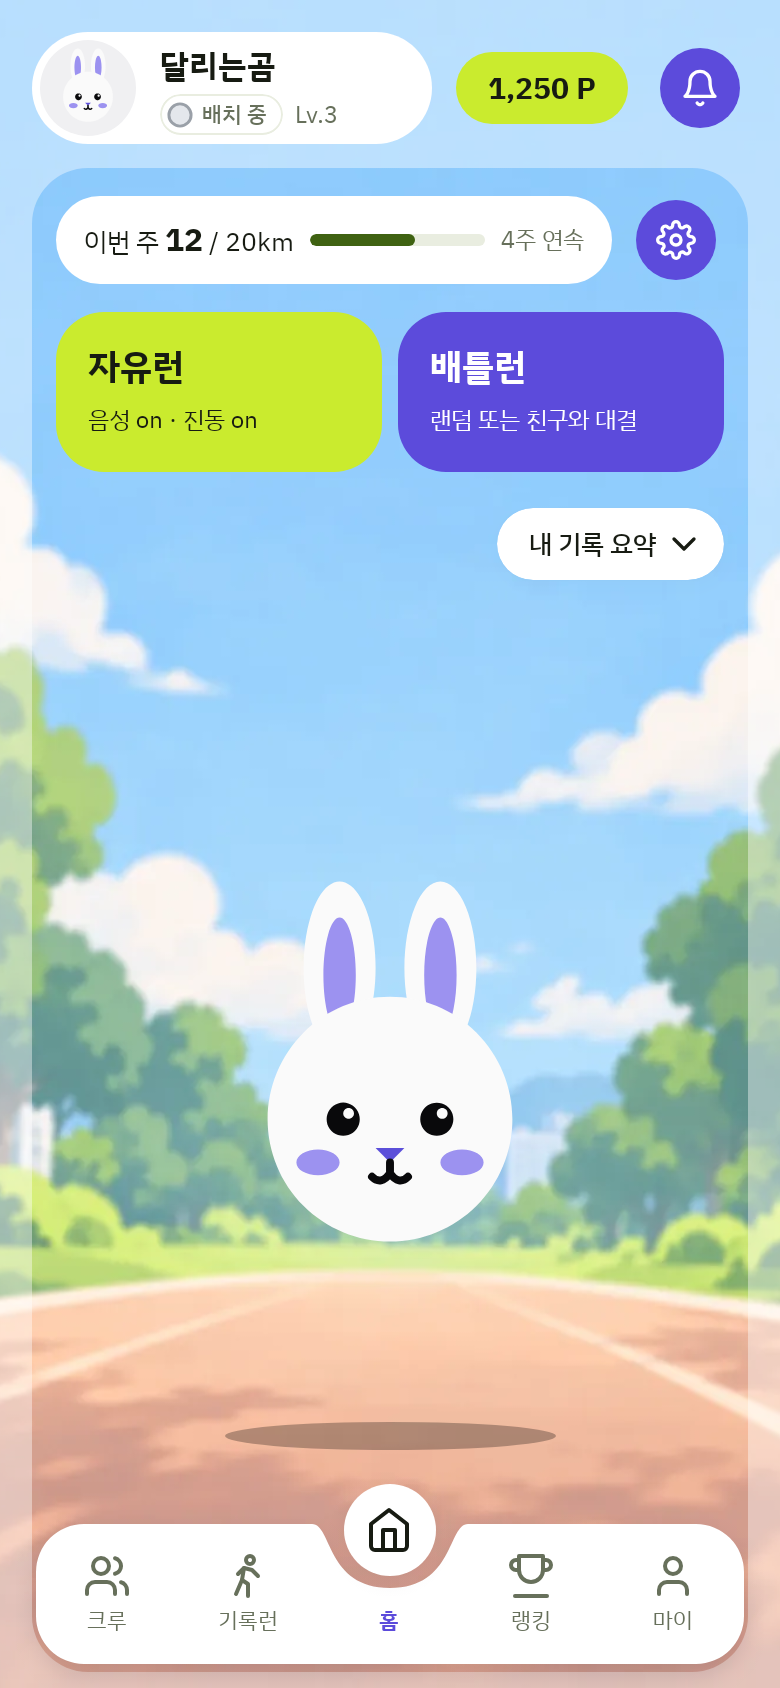 달리는곰
배치 중 Lv.3
1,250 P
이번 주 12 / 20km 4주 연속
자유런
음성 on · 진동 on
배틀런
랜덤 또는 친구와 대결
내 기록 요약
크루 기록런 홈 랭킹 마이